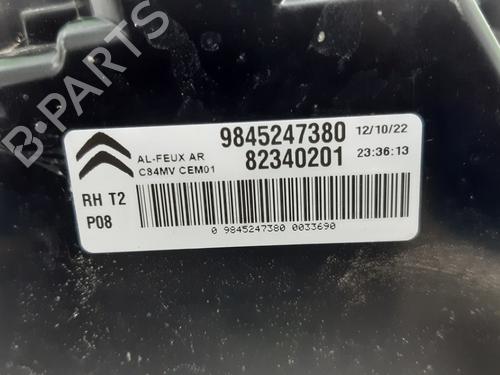 B-PARTS
9845247380 12/10/22
AL-FEUX AR
C84MV CEM01
82340201 23:36:13
RH T2
P08
0 9845247380 0033690